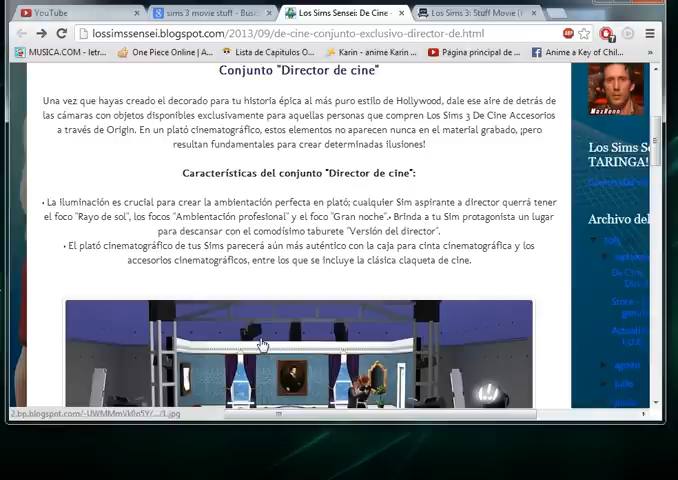 YouTube
sims 3 movie stuff - Bus
Los Sims Sensei: De Cine
Los Sims 3: Stuff Movie (
lossimssensei.blogspot.com/2013/09/de-cine-conjunto-exclusivo-director-de.html
MUSICA.COM - letr...
One Piece Online | A...
Lista de Capitulos O...
Karin - anime Karin -...
Página principal de ...
Anime a Key of Chil...
Conjunto "Director de cine"
Una vez que hayas creado el decorado para tu historia épica al más puro estilo de Hollywood, dale ese aire de detrás de
las cámaras con objetos disponibles exclusivamente para aquellas personas que compren Los Sims 3 De Cine Accesorios
a través de Origin. En un plató cinematográfico, estos elementos no aparecen nunca en el material grabado, ¡pero
resultan fundamentales para crear determinadas ilusiones!
Características del conjunto "Director de cine":
• La iluminación es crucial para crear la ambientación perfecta en plató; cualquier Sim aspirante a director querrá tener
el foco "Rayo de sol", los focos "Ambientación profesional" y el foco "Gran noche".• Brinda a tu Sim protagonista un lugar
para descansar con el comodísimo taburete "Versión del director".
• El plató cinematográfico de tus Sims parecerá aún más auténtico con la caja para cinta cinematográfica y los
accesorios cinematográficos, entre los que se incluye la clásica claqueta de cine.
MaxKenn
Los Sims Se
TARINGA!
Archivo del
De Cine,
Store -
Actuali
agosto
julio